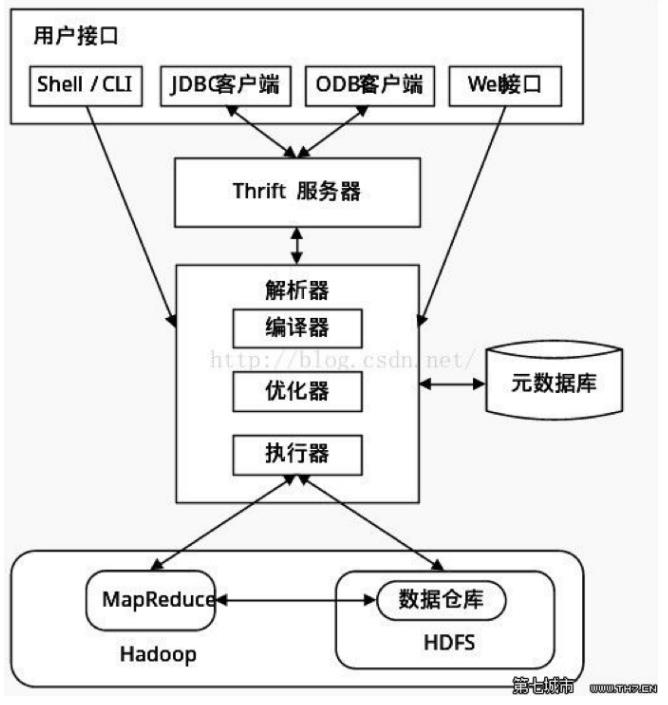 用户接口
Shell / CLI
JDBC客户端
ODB客户端
Web接口
Thrift 服务器
解析器
编译器
http://blog.csdn.net/
优化器
元数据库
执行器
MapReduce
数据仓库
Hadoop
HDFS
第七城市 WWW.TH7.CN